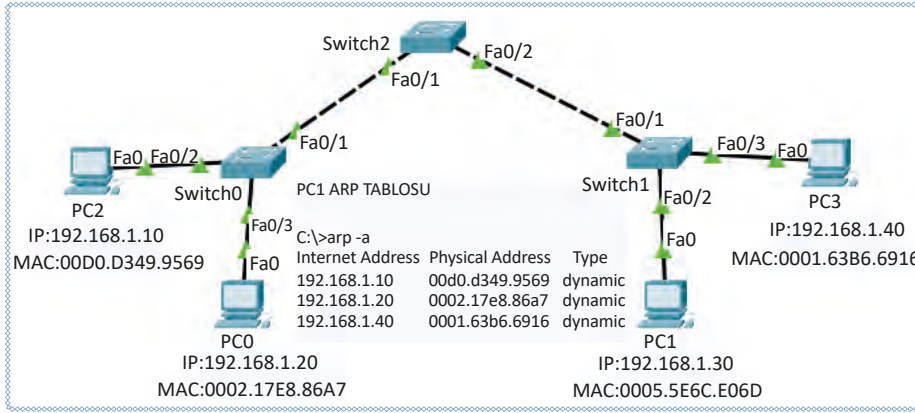 Switch2
Fa0/2
Fa0/1
Fa0/1
Fa0/1
Fa0 Fa0/2
Fa0/3 Fa0
Switch0
Switch1
PC2
PC1 ARP TABLOSU
Fa0/2
PC3
IP:192.168.1.10
Fa0/3
IP:192.168.1.40
MAC:00D0.D349.9569
Fa0
C:\>arp -a
Fa0
MAC:0001.63B6.6916
Internet Address Physical Address Type
192.168.1.10 00d0.d349.9569 dynamic
192.168.1.20 0002.17e8.86a7 dynamic
192.168.1.40 0001.63b6.6916 dynamic
PC0
PC1
IP:192.168.1.20
IP:192.168.1.30
MAC:0002.17E8.86A7
MAC:0005.5E6C.E06D